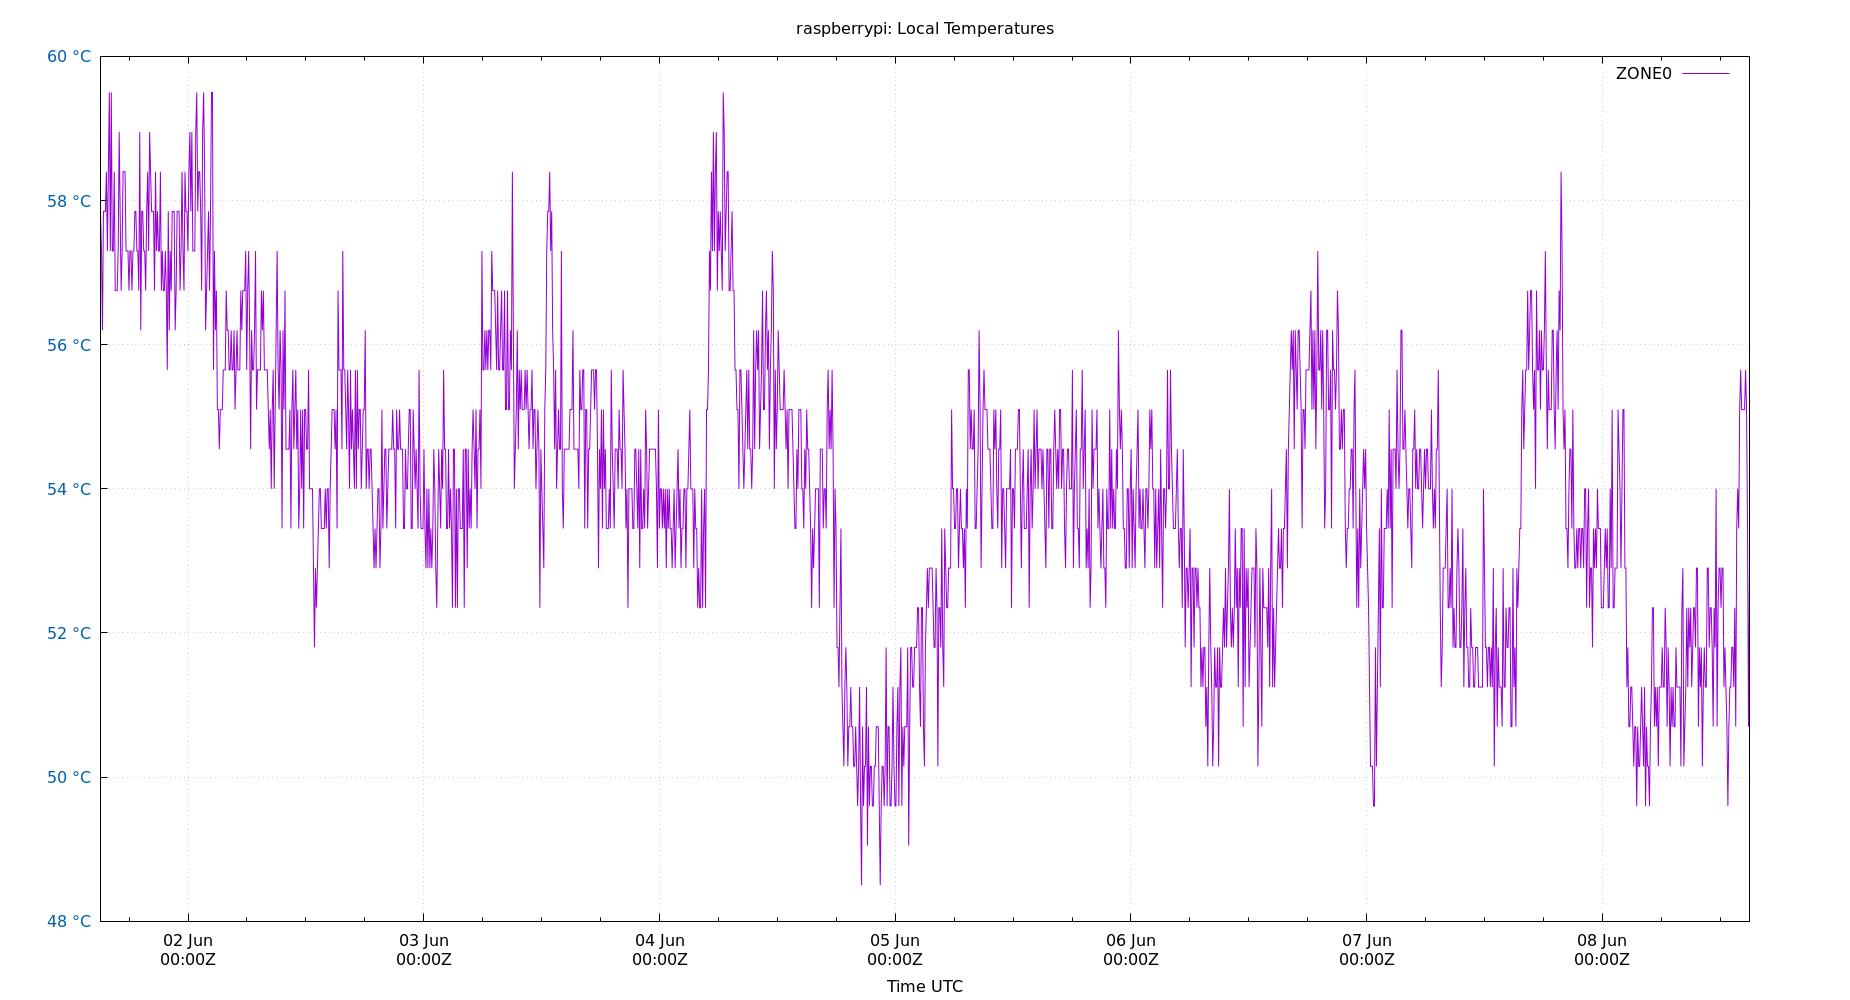 raspberrypi: Local Temperatures
60 °C
ZONE0
58 °C
56 °C
54 °C
52 °C
50 °C
48 °C
02 Jun 03 Jun 04 Jun 05 Jun 06 Jun 07 Jun 08 Jun
00:00Z 00:00Z 00:00Z 00:00Z 00:00Z 00:00Z 00:00Z
Time UTC